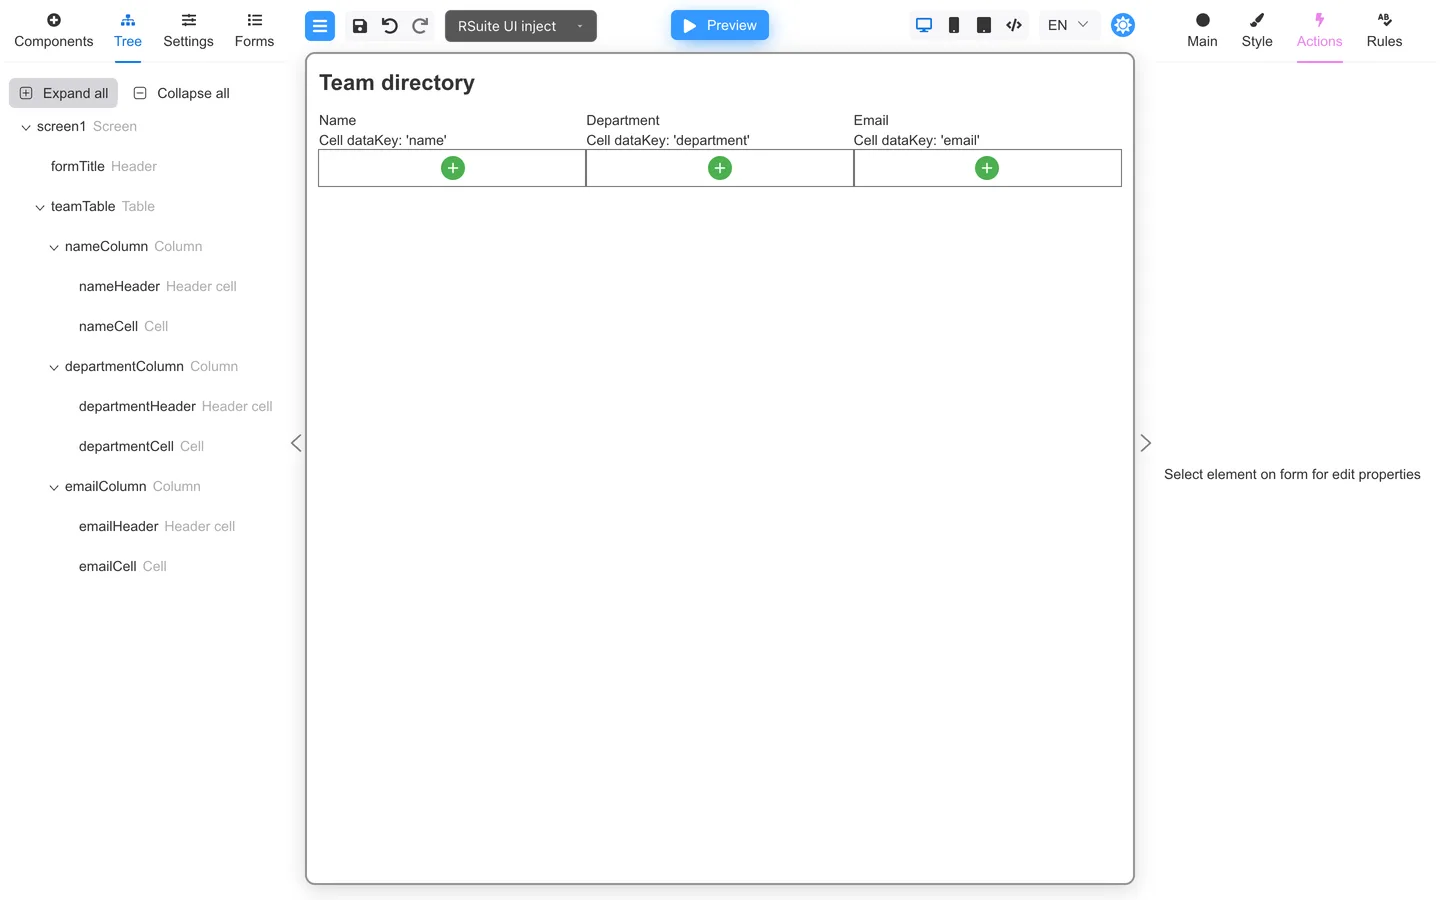 Components Tree Settings Forms
RSuite UI inject
Preview
EN
Main Style Actions Rules
Expand all Collapse all
screen1 Screen
formTitle Header
teamTable Table
nameColumn Column
nameHeader Header cell
nameCell Cell
departmentColumn Column
departmentHeader Header cell
departmentCell Cell
emailColumn Column
emailHeader Header cell
emailCell Cell
Team directory
Name Department Email
Cell dataKey: 'name' Cell dataKey: 'department' Cell dataKey: 'email'
Select element on form for edit properties